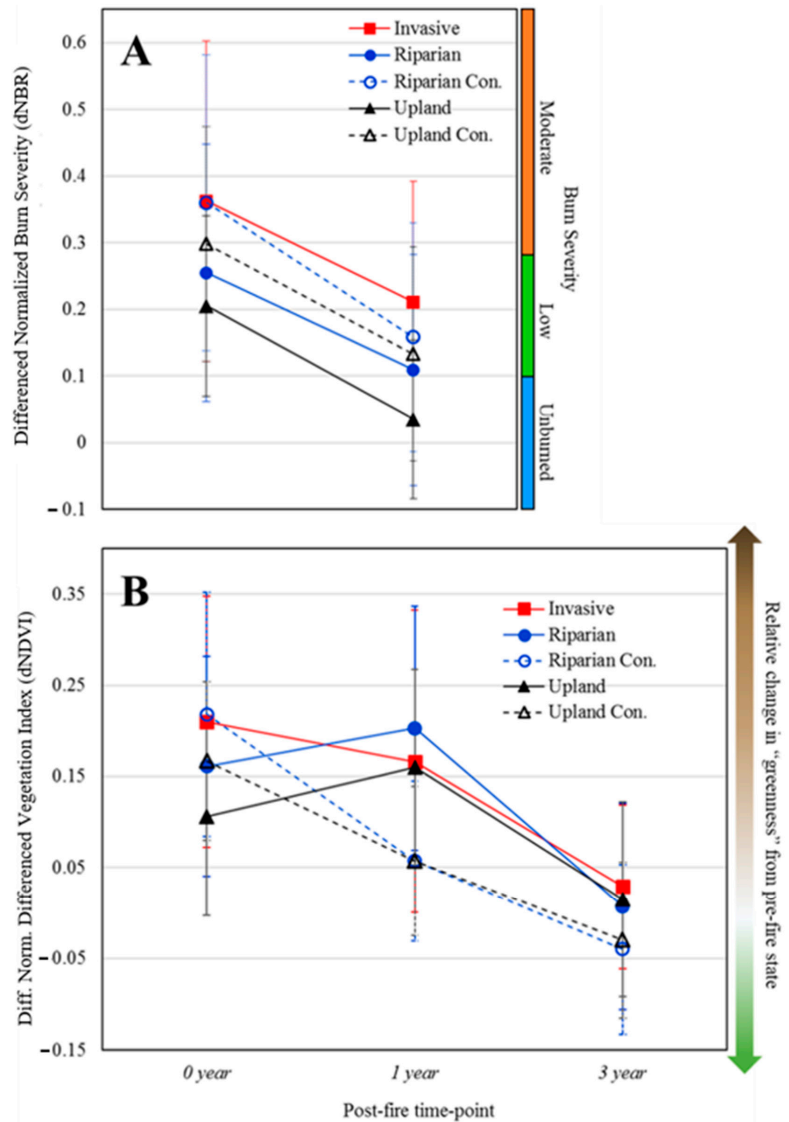 A
Invasive
Riparian
Riparian Con.
Upland
Upland Con.
Differenced Normalized Burn Severity (dNBR)
0.6
0.5
0.4
0.3
0.2
0.1
0
−0.1
Moderate
Low
Unburned
Burn Severity
B
Invasive
Riparian
Riparian Con.
Upland
Upland Con.
Diff. Norm. Differenced Vegetation Index (dNDVI)
0.35
0.25
0.15
0.05
−0.05
−0.15
0 year
1 year
3 year
Post-fire time-point
Relative change in “greenness” from pre-fire state